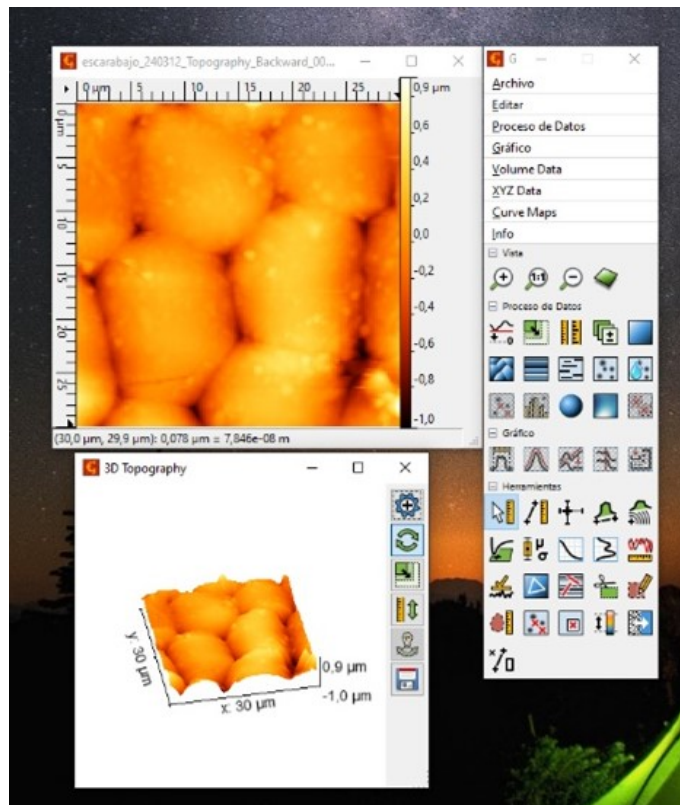 escarabajo_240312_Topography_Backward_00...
0 µm 5 10 15 20 25
0 µm
5
10
15
20
25
0,9 µm
0,6
0,4
0,2
0,0
-0,2
-0,4
-0,6
-0,8
-1,0
(30,0 µm, 29,9 µm): 0,078 µm = 7,846e-08 m
3D Topography
y: 30 µm
x: 30 µm
0,9 µm
-1,0 µm
G
Archivo
Editar
Proceso de Datos
Gráfico
Volume Data
XYZ Data
Curve Maps
Info
Vista
1:1
Proceso de Datos
0
Gráfico
Herramientas
µ
σ